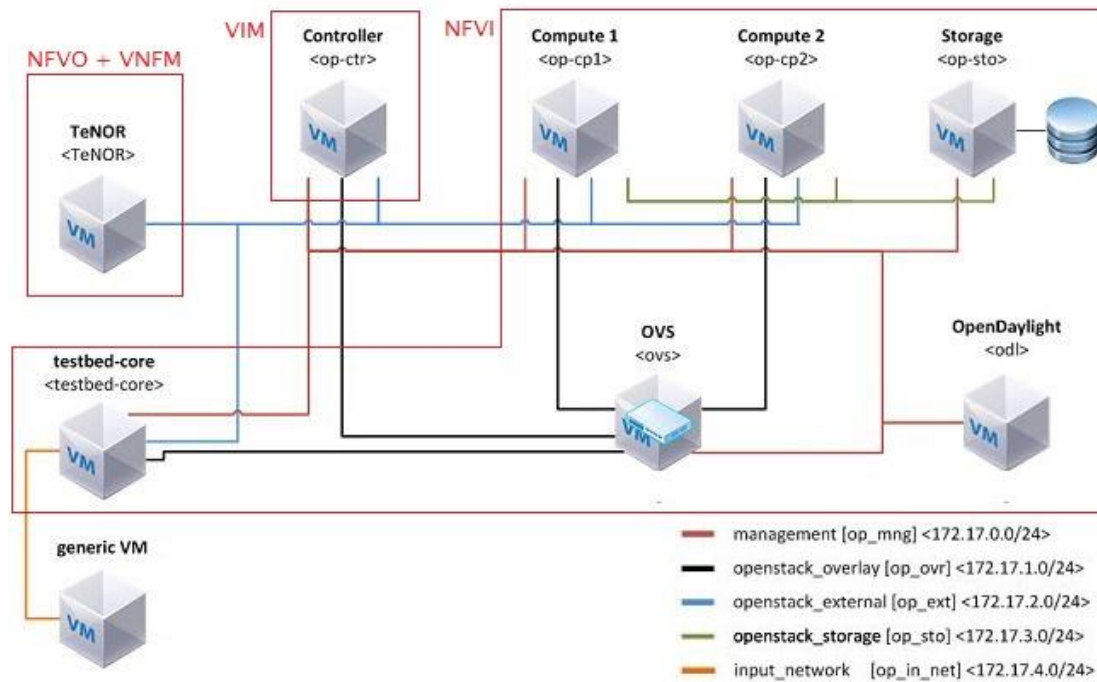 VIM
NFVI
NFVO + VNFM
Controller
<op-ctr>
Compute 1
<op-cp1>
Compute 2
<op-cp2>
Storage
<op-sto>
TeNOR
<TeNOR>
VM
VM
VM
VM
VM
testbed-core
<testbed-core>
OVS
<ovs>
OpenDaylight
<odl>
VM
VM
VM
generic VM
VM
management [op_mng] <172.17.0.0/24>
openstack_overlay [op_ovr] <172.17.1.0/24>
openstack_external [op_ext] <172.17.2.0/24>
openstack_storage [op_sto] <172.17.3.0/24>
input_network [op_in_net] <172.17.4.0/24>